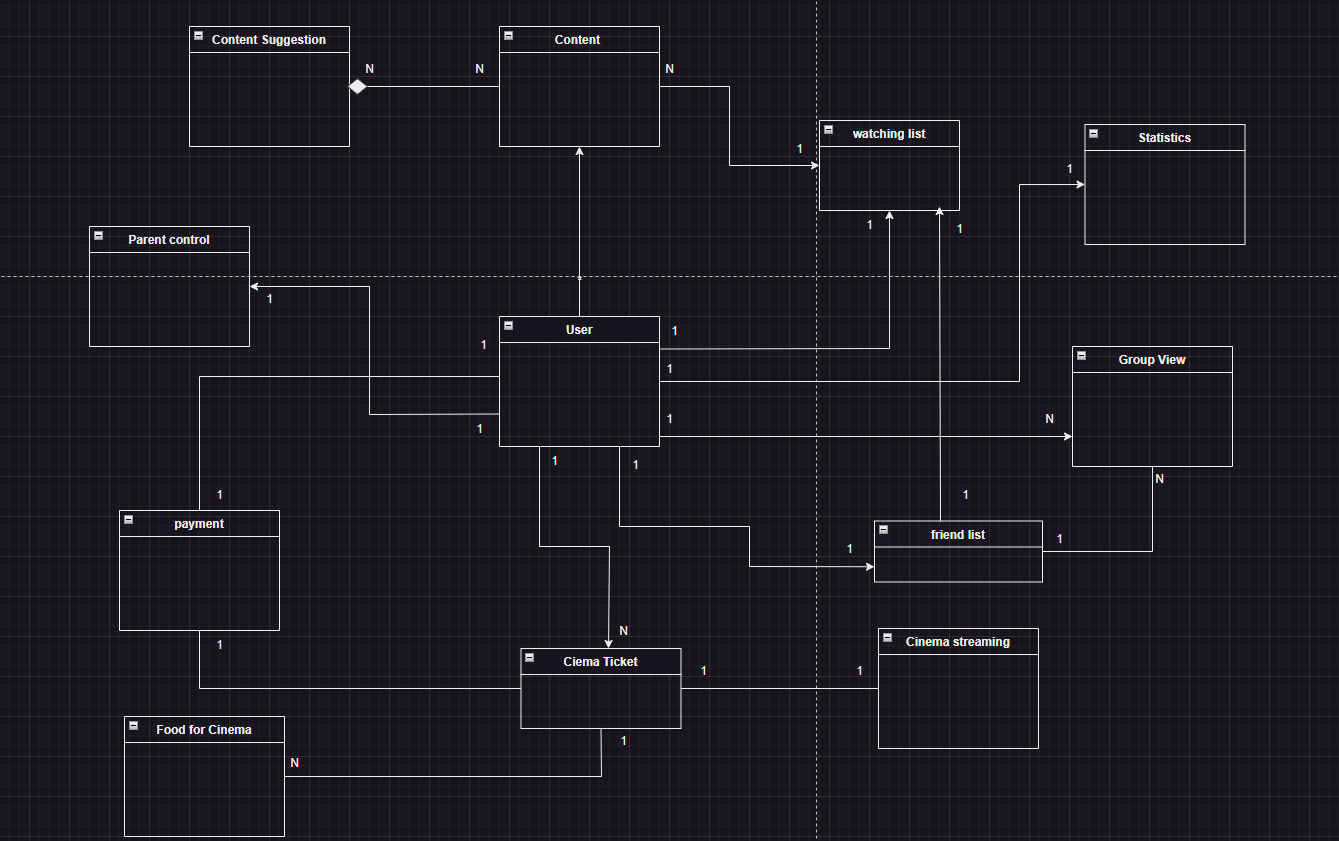 Content Suggestion
Content
N
N
N
watching list
Statistics
1
1
1
1
Parent control
1
User
1
1
1
Group View
1
N
1
1
1
N
1
1
1
payment
friend list
1
1
N
1
Cinema streaming
Ciema Ticket
1
1
Food for Cinema
1
N